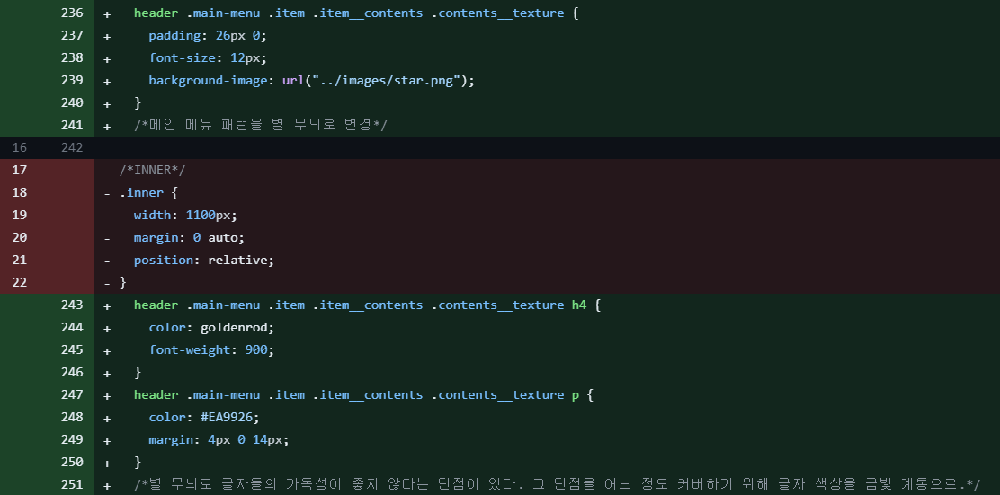 236 + header .main-menu .item .item__contents .contents__texture {
237 + padding: 26px 0;
238 + font-size: 12px;
239 + background-image: url("../images/star.png");
240 + }
241 + /*메인 메뉴 패턴을 별 무늬로 변경*/
16 242
17 - /*INNER*/
18 - .inner {
19 - width: 1100px;
20 - margin: 0 auto;
21 - position: relative;
22 - }
243 + header .main-menu .item .item__contents .contents__texture h4 {
244 + color: goldenrod;
245 + font-weight: 900;
246 + }
247 + header .main-menu .item .item__contents .contents__texture p {
248 + color: #EA9926;
249 + margin: 4px 0 14px;
250 + }
251 + /*별 무늬로 글자들의 가독성이 좋지 않다는 단점이 있다. 그 단점을 어느 정도 커버하기 위해 글자 색상을 금빛 계통으로.*/